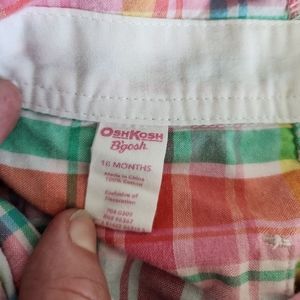 OSHKOSH
B'gosh
18 MONTHS
Made in China
100% Cotton
Exclusive of
Decoration